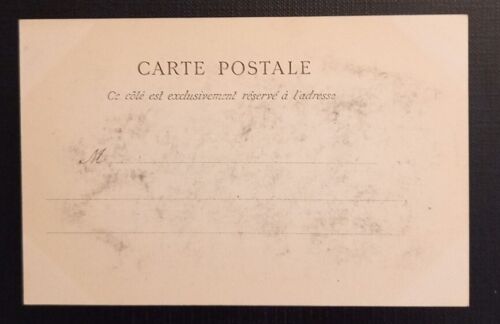 CARTE POSTALE
Ce côté est exclusivement réservé à l'adresse
M